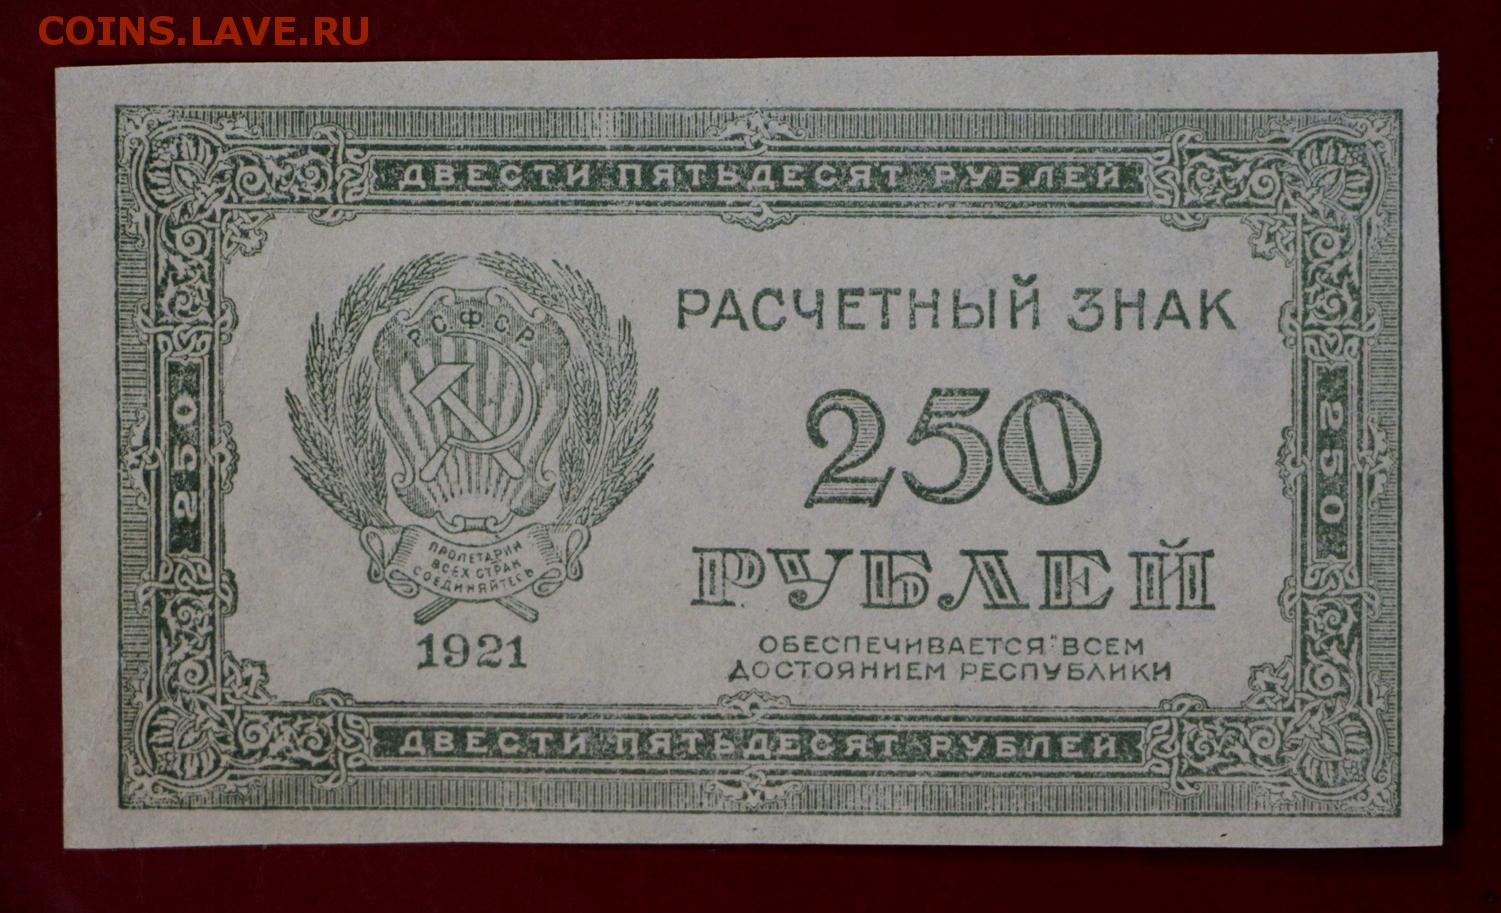 COINS.LAVE.RU
ДВЕСТИ ПЯТЬДЕСЯТ РУБЛЕЙ
РСФСР
РАСЧЕТНЫЙ ЗНАК
250
250
250
РУБЛЕЙ
ПРОЛЕТАРИИ
ВСЕХ СТРАН
СОЕДИНЯЙТЕСЬ
1921
ОБЕСПЕЧИВАЕТСЯ ВСЕМ
ДОСТОЯНИЕМ РЕСПУБЛИКИ
ДВЕСТИ ПЯТЬДЕСЯТ РУБЛЕЙ